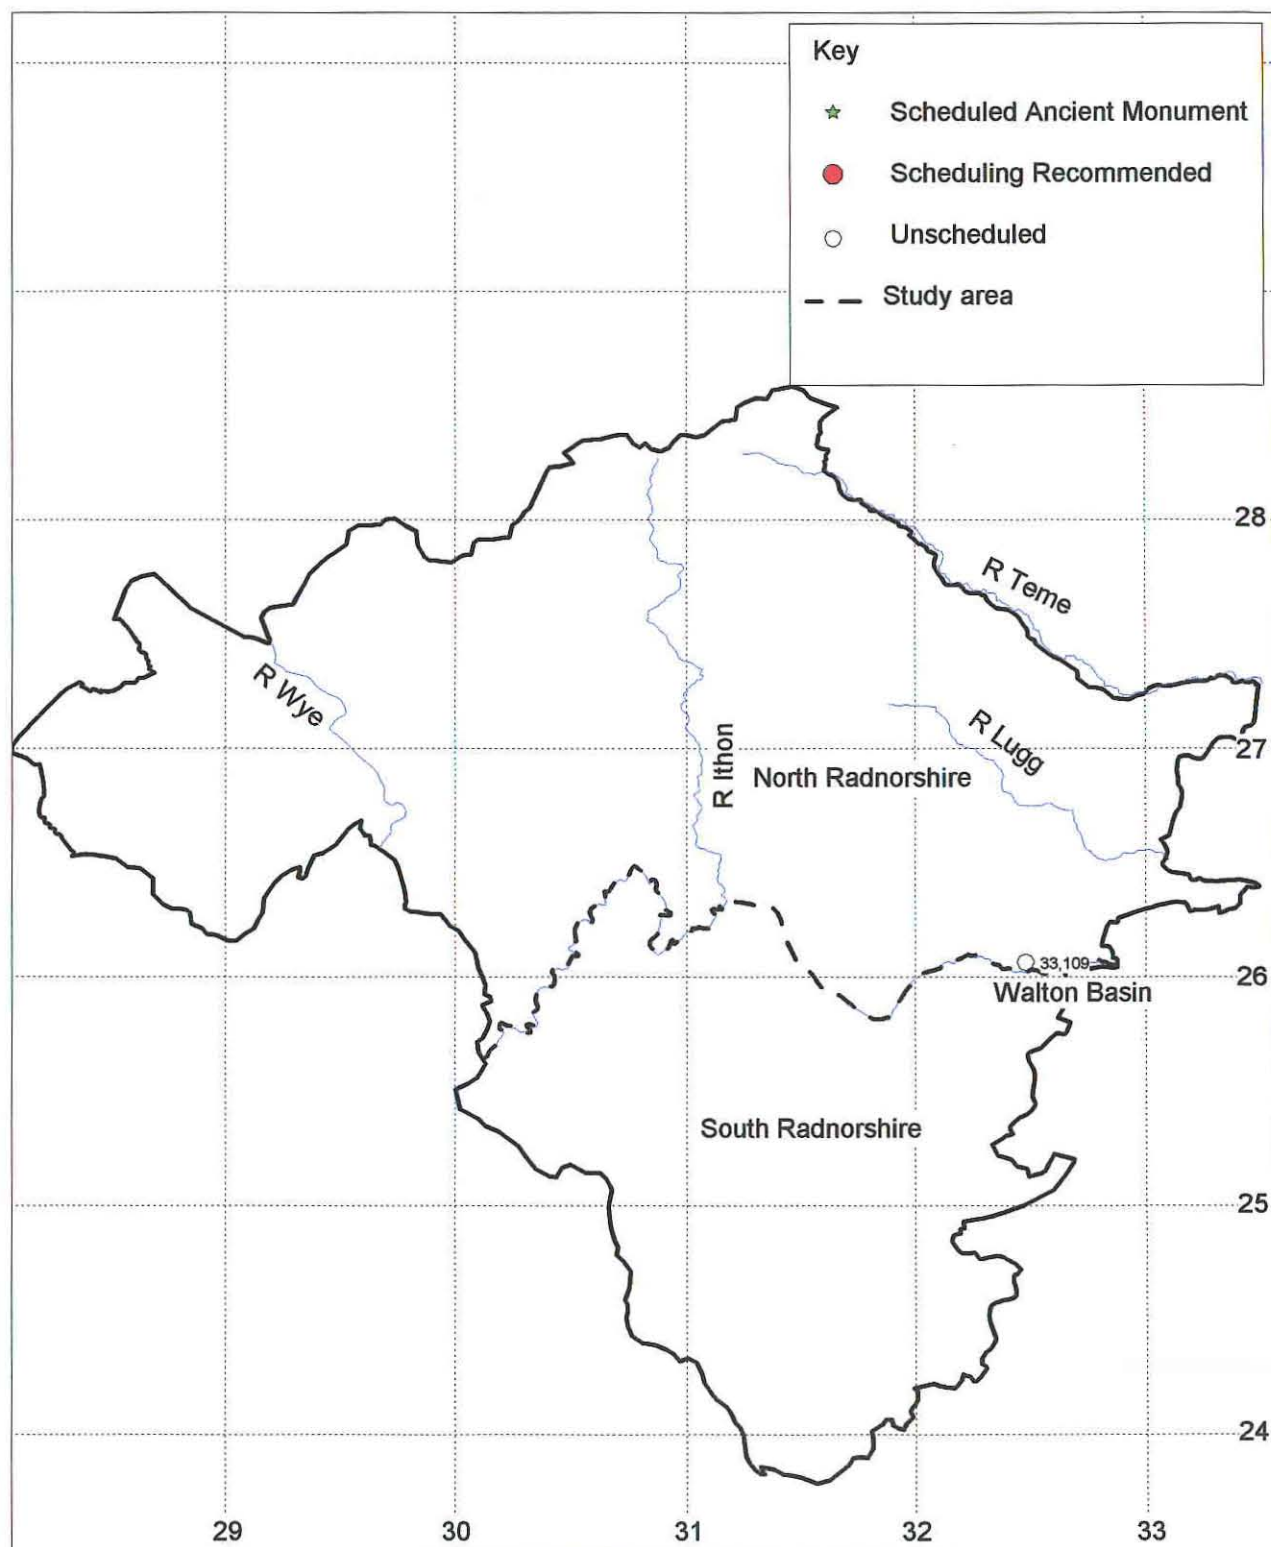 Key
Scheduled Ancient Monument
Scheduling Recommended
Unscheduled
Study area
28
R Teme
R Wye
R Lugg
27
R Ithon
North Radnorshire
33,109
26
Walton Basin
South Radnorshire
25
24
29
30
31
32
33